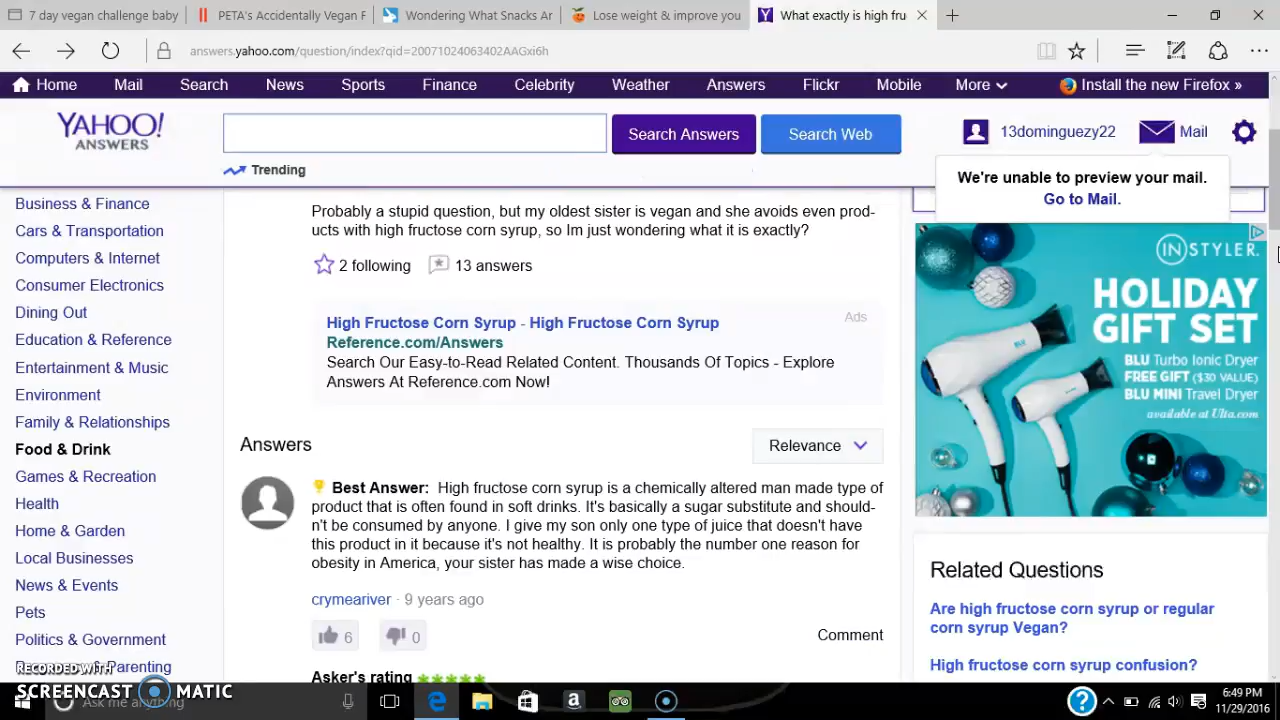 7 day vegan challenge baby
PETA's Accidentally Vegan F
Wondering What Snacks Ar
Lose weight & improve you
What exactly is high fru
answers.yahoo.com/question/index?qid=20071024063402AAGxi6h
Home Mail Search News Sports Finance Celebrity Weather Answers Flickr Mobile More Install the new Firefox »
YAHOO!
ANSWERS
Search Answers
Search Web
13dominguezy22
Mail
Trending
We're unable to preview your mail.
Go to Mail.
Business & Finance
Cars & Transportation
Computers & Internet
Consumer Electronics
Dining Out
Education & Reference
Entertainment & Music
Environment
Family & Relationships
Food & Drink
Games & Recreation
Health
Home & Garden
Local Businesses
News & Events
Pets
Politics & Government
Parenting
Probably a stupid question, but my oldest sister is vegan and she avoids even prod-
ucts with high fructose corn syrup, so Im just wondering what it is exactly?
2 following 13 answers
High Fructose Corn Syrup - High Fructose Corn Syrup
Ads
Reference.com/Answers
Search Our Easy-to-Read Related Content. Thousands Of Topics - Explore
Answers At Reference.com Now!
Answers
Relevance
Best Answer: High fructose corn syrup is a chemically altered man made type of
product that is often found in soft drinks. It's basically a sugar substitute and should-
n't be consumed by anyone. I give my son only one type of juice that doesn't have
this product in it because it's not healthy. It is probably the number one reason for
obesity in America, your sister has made a wise choice.
crymeariver · 9 years ago
6 0
Comment
Asker's rating
INSTYLER.
HOLIDAY
GIFT SET
BLU Turbo Ionic Dryer
FREE GIFT ($30 VALUE)
BLU MINI Travel Dryer
available at Ulta.com
Related Questions
Are high fructose corn syrup or regular
corn syrup Vegan?
High fructose corn syrup confusion?
RECORDED WITH
SCREENCAST MATIC
Ask me anything
6:49 PM
11/29/2016